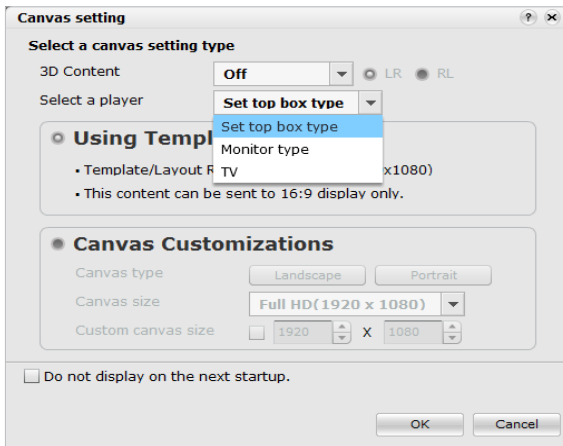 Canvas setting
Select a canvas setting type
3D Content Off LR RL
Select a player Set top box type
Set top box type
Monitor type
TV
Using Templ
• Template/Layout R x1080)
• This content can be sent to 16:9 display only.
Canvas Customizations
Canvas type Landscape Portrait
Canvas size Full HD(1920 x 1080)
Custom canvas size 1920 X 1080
Do not display on the next startup.
OK Cancel